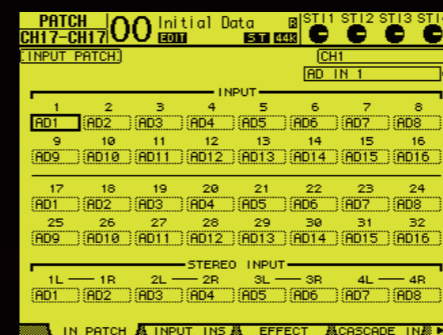 PATCH 00 Initial Data R ST11 ST12 ST13 ST14
CH17-CH17 EDIT ST 44k
INPUT PATCH CH1
AD IN 1
INPUT
1 2 3 4 5 6 7 8
AD1 AD2 AD3 AD4 AD5 AD6 AD7 AD8
9 10 11 12 13 14 15 16
AD9 AD10 AD11 AD12 AD13 AD14 AD15 AD16
17 18 19 20 21 22 23 24
AD1 AD2 AD3 AD4 AD5 AD6 AD7 AD8
25 26 27 28 29 30 31 32
AD9 AD10 AD11 AD12 AD13 AD14 AD15 AD16
STEREO INPUT
1L 1R 2L 2R 3L 3R 4L 4R
AD1 AD2 AD3 AD4 AD5 AD6 AD7 AD8
IN PATCH INPUT INS EFFECT CASCADE IN